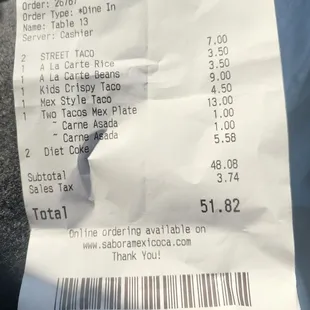 Order: 26787
Order Type: *Dine In
Name: Table 13
Server: Cashier
2 STREET TACO 7.00
1 A La Carte Rice 3.50
1 A La Carte Beans 3.50
1 Kids Crispy Taco 9.00
1 Mex Style Taco 4.50
1 Two Tacos Mex Plate 13.00
- Carne Asada 1.00
- Carne Asada 1.00
2 Diet Coke 5.58
Subtotal 48.08
Sales Tax 3.74
Total 51.82
Online ordering available on
www.saboramexicoca.com
Thank You!